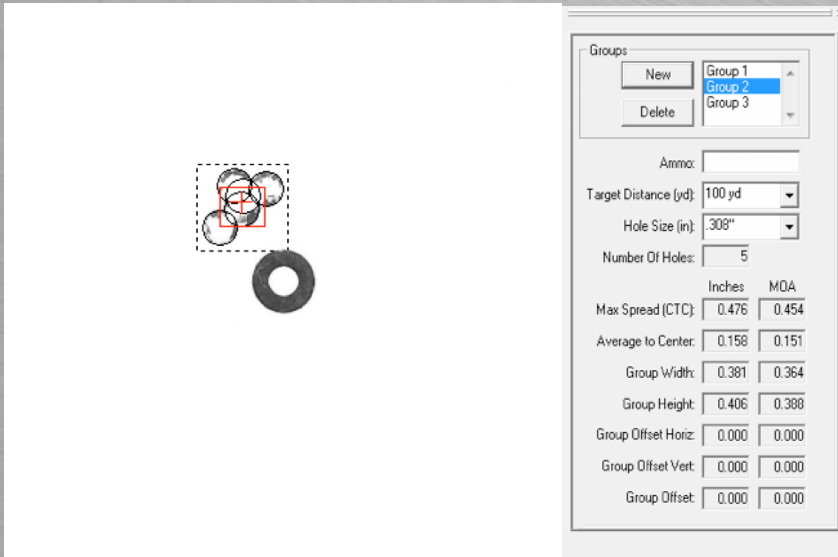 Groups
New
Delete
Group 1
Group 2
Group 3
Ammo:
Target Distance (yd): 100 yd
Hole Size (in): .308"
Number Of Holes: 5
Inches MOA
Max Spread (CTC): 0.476 0.454
Average to Center: 0.158 0.151
Group Width: 0.381 0.364
Group Height: 0.406 0.388
Group Offset Horiz: 0.000 0.000
Group Offset Vert: 0.000 0.000
Group Offset: 0.000 0.000